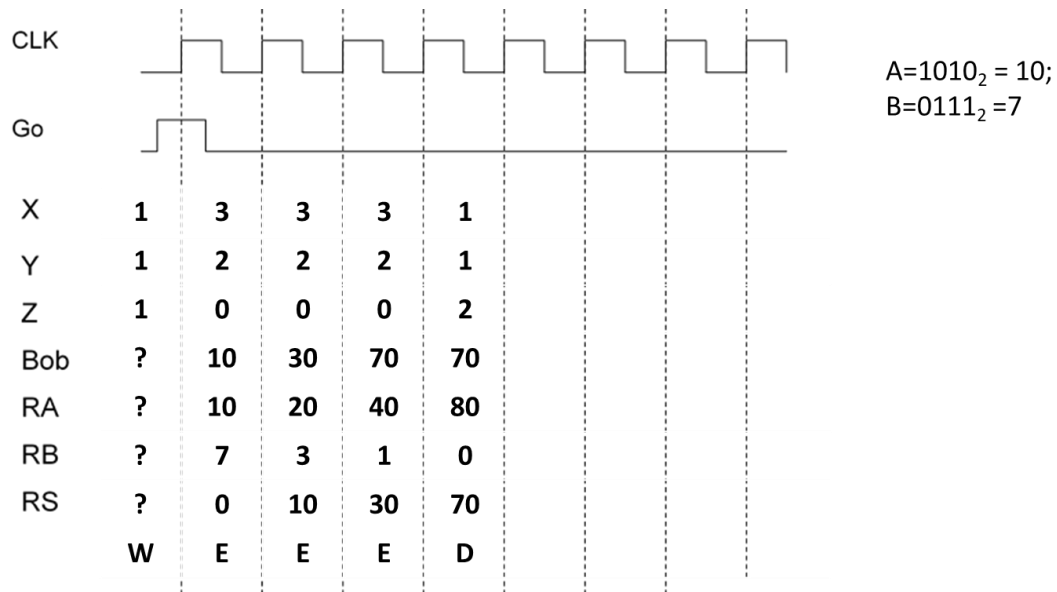 CLK
A=1010₂ = 10;
B=0111₂ =7
Go
X 1 3 3 3 1
Y 1 2 2 2 1
Z 1 0 0 0 2
Bob ? 10 30 70 70
RA ? 10 20 40 80
RB ? 7 3 1 0
RS ? 0 10 30 70
W E E E D